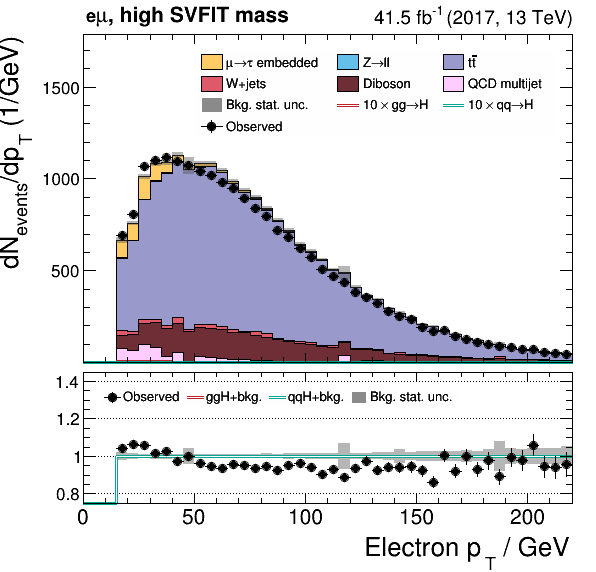 eμ, high SVFIT mass 41.5 fb⁻¹ (2017, 13 TeV)
dN_events/dp_T (1/GeV)
μ→τ embedded Z→ll tt̄
W+jets Diboson QCD multijet
Bkg. stat. unc. 10 × gg→H 10 × qq→H
Observed
1500
1000
500
1.4
Observed ggH+bkg. qqH+bkg. Bkg. stat. unc.
1.2
1
0.8
0 50 100 150 200
Electron p_T / GeV